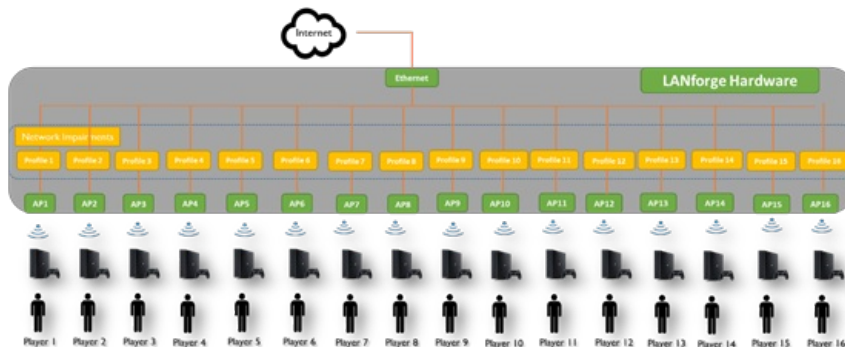 Internet
Ethernet
LANforge Hardware
Network Impairments
Profile 1 Profile 2 Profile 3 Profile 4 Profile 5 Profile 6 Profile 7 Profile 8 Profile 9 Profile 10 Profile 11 Profile 12 Profile 13 Profile 14 Profile 15 Profile 16
AP1 AP2 AP3 AP4 AP5 AP6 AP7 AP8 AP9 AP10 AP11 AP12 AP13 AP14 AP15 AP16
Player 1 Player 2 Player 3 Player 4 Player 5 Player 6 Player 7 Player 8 Player 9 Player 10 Player 11 Player 12 Player 13 Player 14 Player 15 Player 16